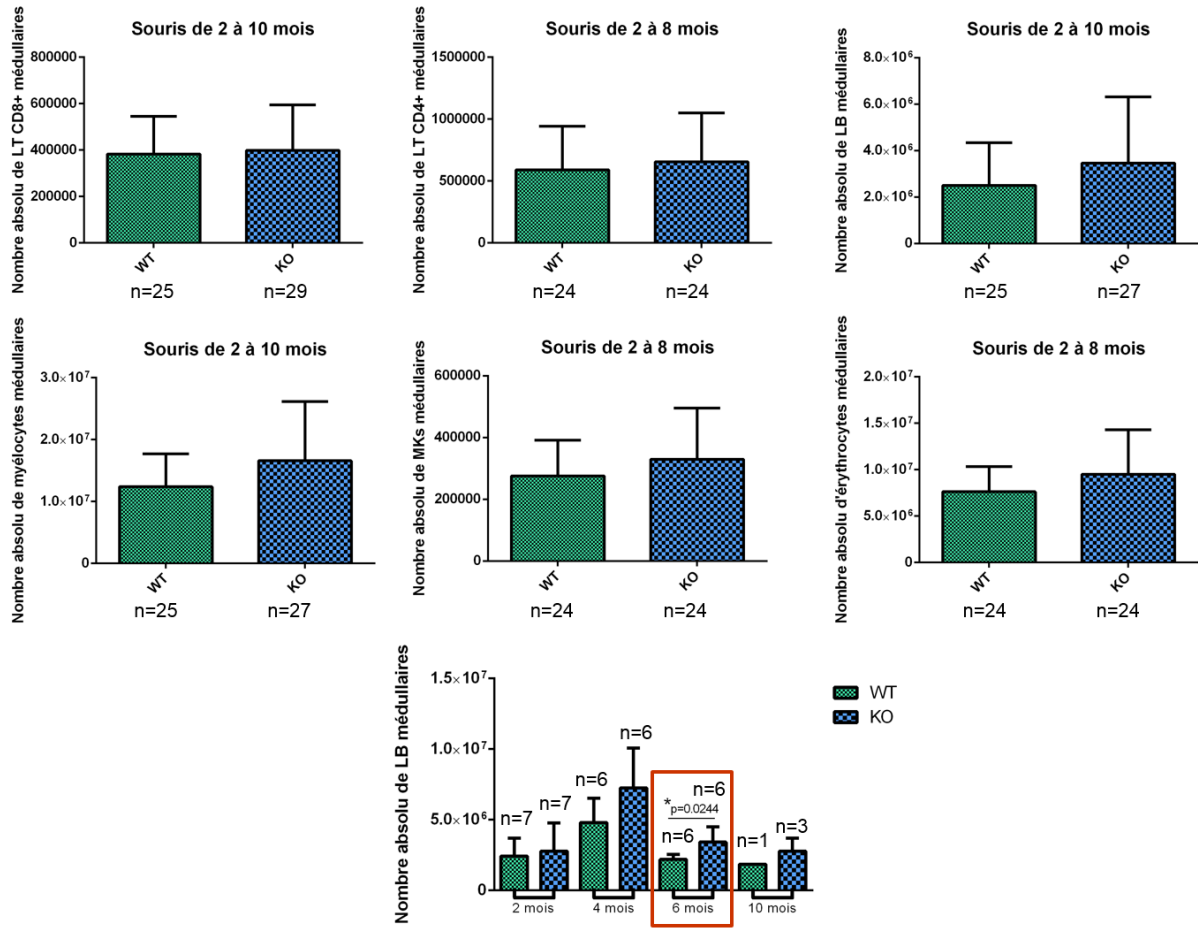 Souris de 2 à 10 mois
Nombre absolu de LT CD8+ médullaires
800000
600000
400000
200000
0
WT
KO
n=25
n=29
Souris de 2 à 8 mois
Nombre absolu de LT CD4+ médullaires
1500000
1000000
500000
0
WT
KO
n=24
n=24
Souris de 2 à 10 mois
Nombre absolu de LB médullaires
8.0×10⁶
6.0×10⁶
4.0×10⁶
2.0×10⁶
0
WT
KO
n=25
n=27
Souris de 2 à 10 mois
Nombre absolu de myélocytes médullaires
3.0×10⁷
2.0×10⁷
1.0×10⁷
0
WT
KO
n=25
n=27
Souris de 2 à 8 mois
Nombre absolu de MKs médullaires
600000
400000
200000
0
WT
KO
n=24
n=24
Souris de 2 à 8 mois
Nombre absolu d'érythrocytes médullaires
2.0×10⁷
1.5×10⁷
1.0×10⁷
5.0×10⁶
0
WT
KO
n=24
n=24
Nombre absolu de LB médullaires
1.5×10⁷
1.0×10⁷
5.0×10⁶
0
n=7
n=7
n=6
n=6
n=6
*p=0.0244
n=6
n=1
n=3
2 mois
4 mois
6 mois
10 mois
WT
KO